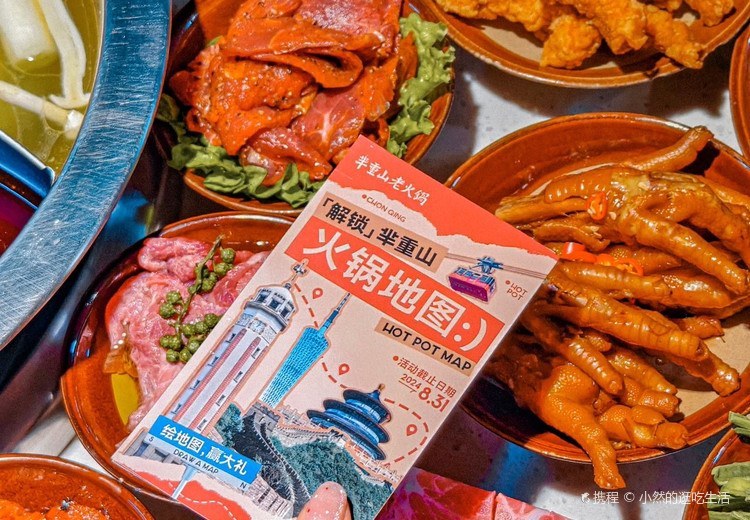 芈重山老火锅
CHON QING
「解锁」芈重山
火锅地图:)
HOT POT
HOT POT MAP
活动截止日期
2024
8.31
绘地图，赢大礼
DRAW A MAP
S
N
携程 © 小然的逛吃生活